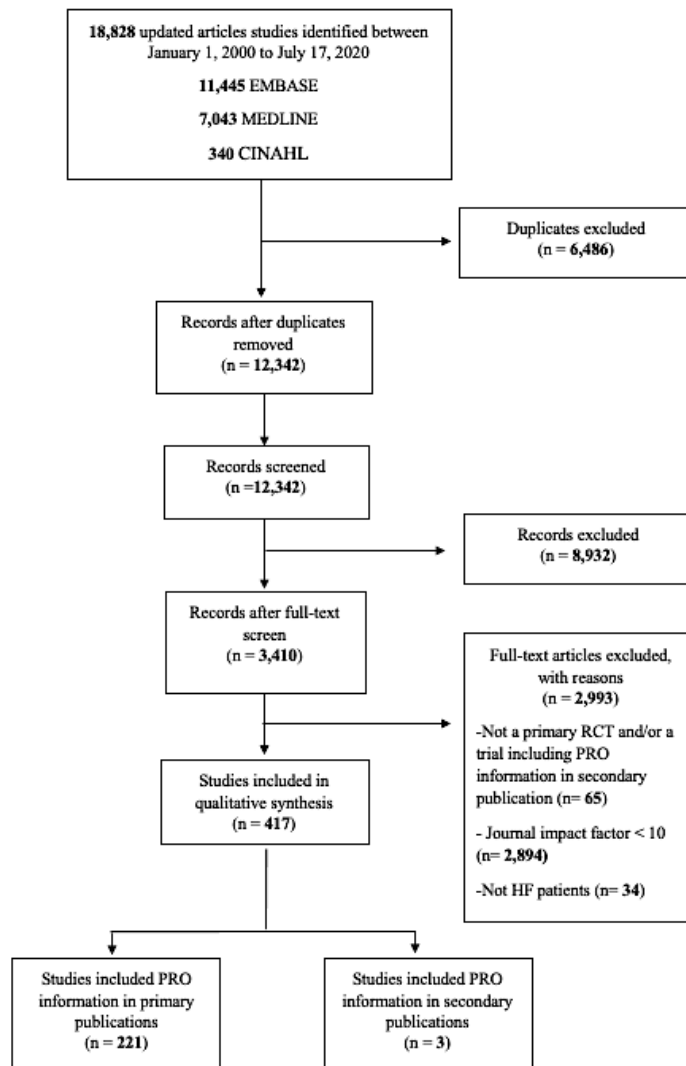 18,828 updated articles studies identified between
January 1, 2000 to July 17, 2020
11,445 EMBASE
7,043 MEDLINE
340 CINAHL
Duplicates excluded
(n = 6,486)
Records after duplicates
removed
(n = 12,342)
Records screened
(n =12,342)
Records excluded
(n = 8,932)
Records after full-text
screen
(n = 3,410)
Full-text articles excluded,
with reasons
(n = 2,993)
-Not a primary RCT and/or a
trial including PRO
information in secondary
publication (n= 65)
- Journal impact factor < 10
(n= 2,894)
-Not HF patients (n= 34)
Studies included in
qualitative synthesis
(n = 417)
Studies included PRO
information in primary
publications
(n = 221)
Studies included PRO
information in secondary
publications
(n = 3)